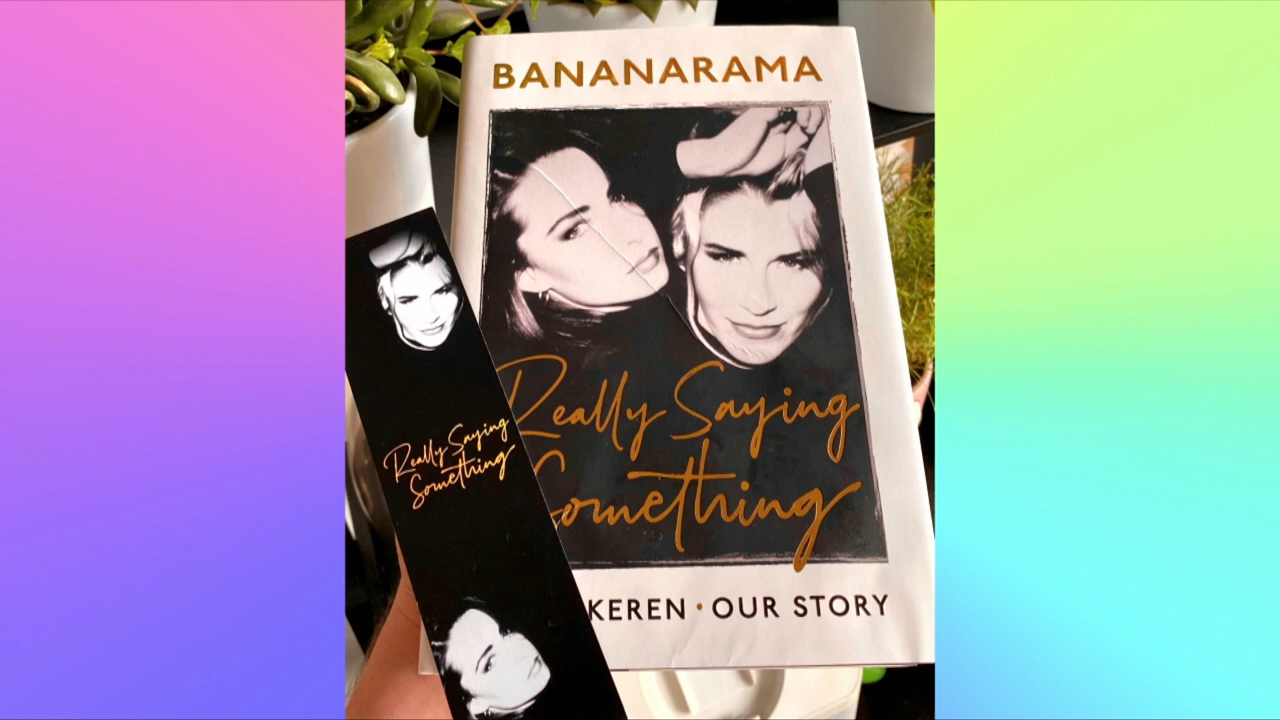 BANANARAMA
Really Saying
Something
KEREN • OUR STORY
Really Saying
Something